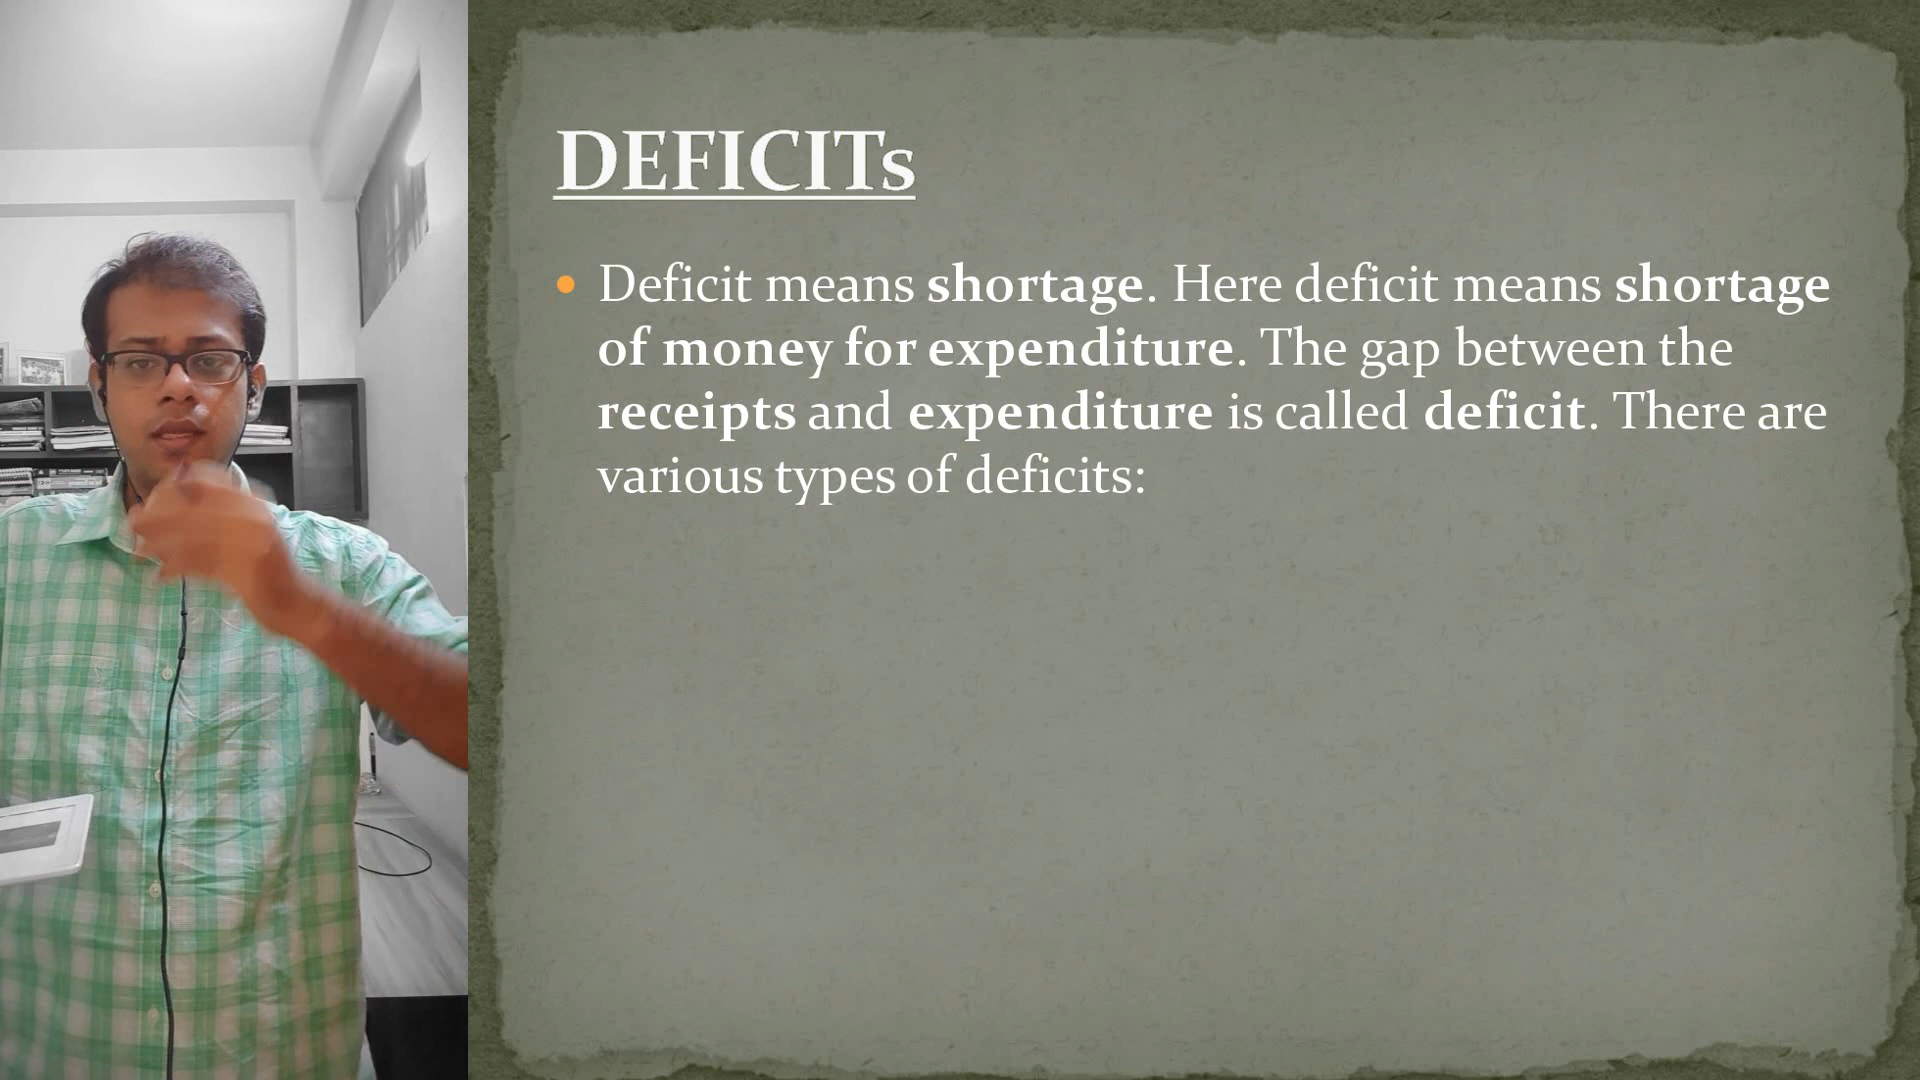 DEFICITs
• Deficit means shortage. Here deficit means shortage
of money for expenditure. The gap between the
receipts and expenditure is called deficit. There are
various types of deficits: